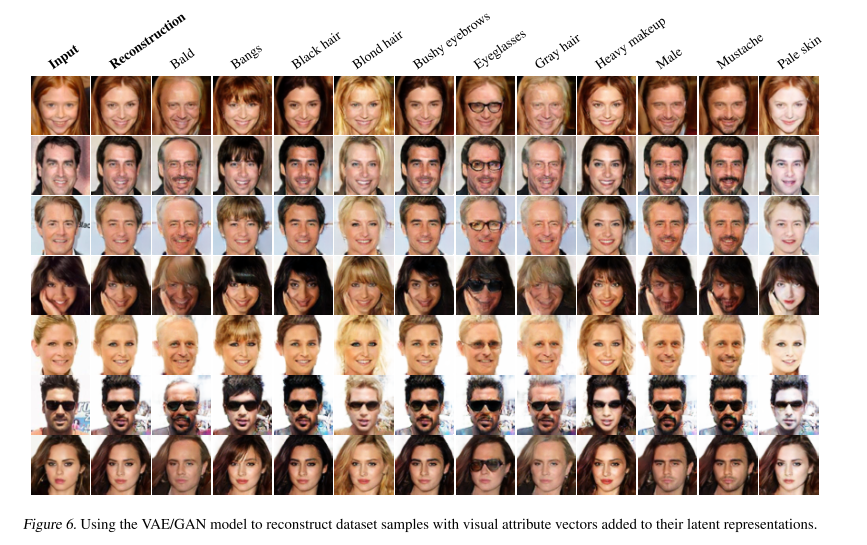 Input
Reconstruction
Bald
Bangs
Black hair
Blond hair
Bushy eyebrows
Eyeglasses
Gray hair
Heavy makeup
Male
Mustache
Pale skin
Figure 6. Using the VAE/GAN model to reconstruct dataset samples with visual attribute vectors added to their latent representations.